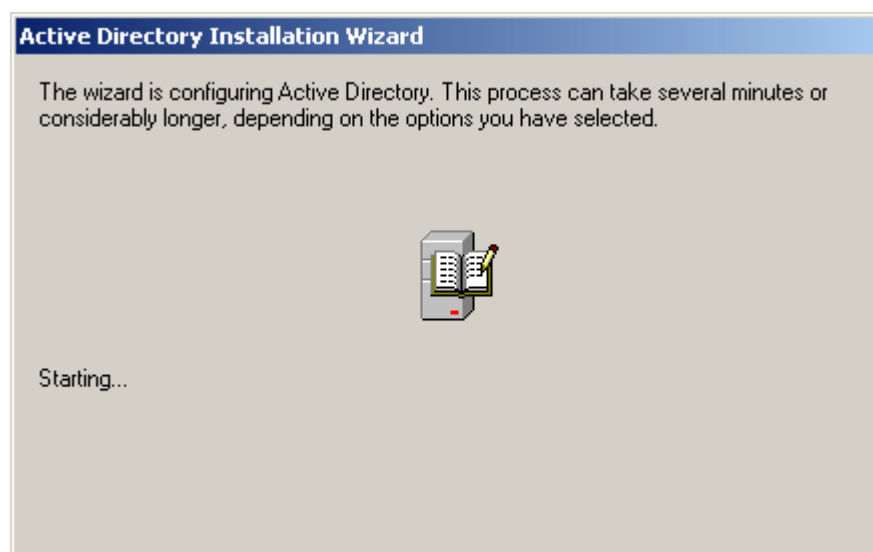 Active Directory Installation Wizard
The wizard is configuring Active Directory. This process can take several minutes or
considerably longer, depending on the options you have selected.
Starting...